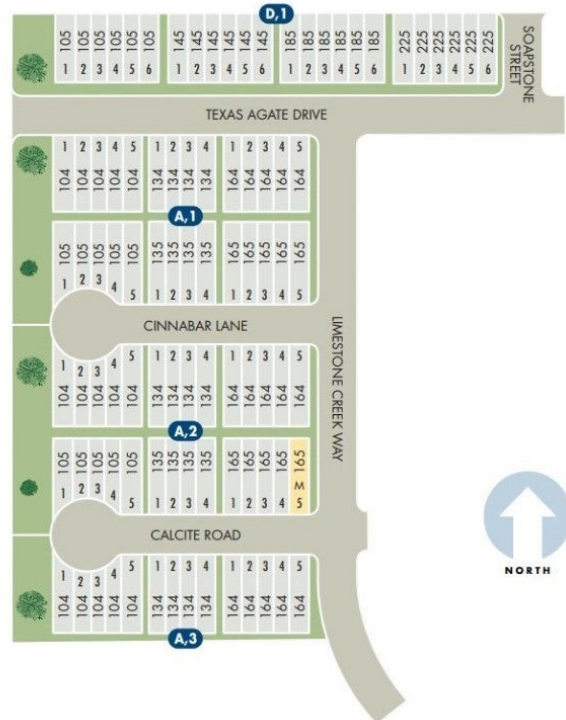 D,1
105 105 105 105 105 105 145 145 145 145 145 145 185 185 185 185 185 185 225 225 225 225 225 225
1 2 3 4 5 6 1 2 3 4 5 6 1 2 3 4 5 6 1 2 3 4 5 6
SOAPSTONE
STREET
TEXAS AGATE DRIVE
1 2 3 4 5 1 2 3 4 1 2 3 4 5
104 104 104 104 104 134 134 134 134 164 164 164 164 164
A,1
105 105 105 105 105 135 135 135 135 165 165 165 165 165
1 2 3 4 5 1 2 3 4 1 2 3 4 5
CINNABAR LANE
LIMESTONE CREEK WAY
1 2 3 4 5 1 2 3 4 1 2 3 4 5
104 104 104 104 104 134 134 134 134 164 164 164 164 164
A,2
105 105 105 105 105 135 135 135 135 165 165 165 165 165
M
1 2 3 4 5 1 2 3 4 1 2 3 4 5
CALCITE ROAD
NORTH
1 2 3 4 5 1 2 3 4 1 2 3 4 5
104 104 104 104 104 134 134 134 134 164 164 164 164 164
A,3